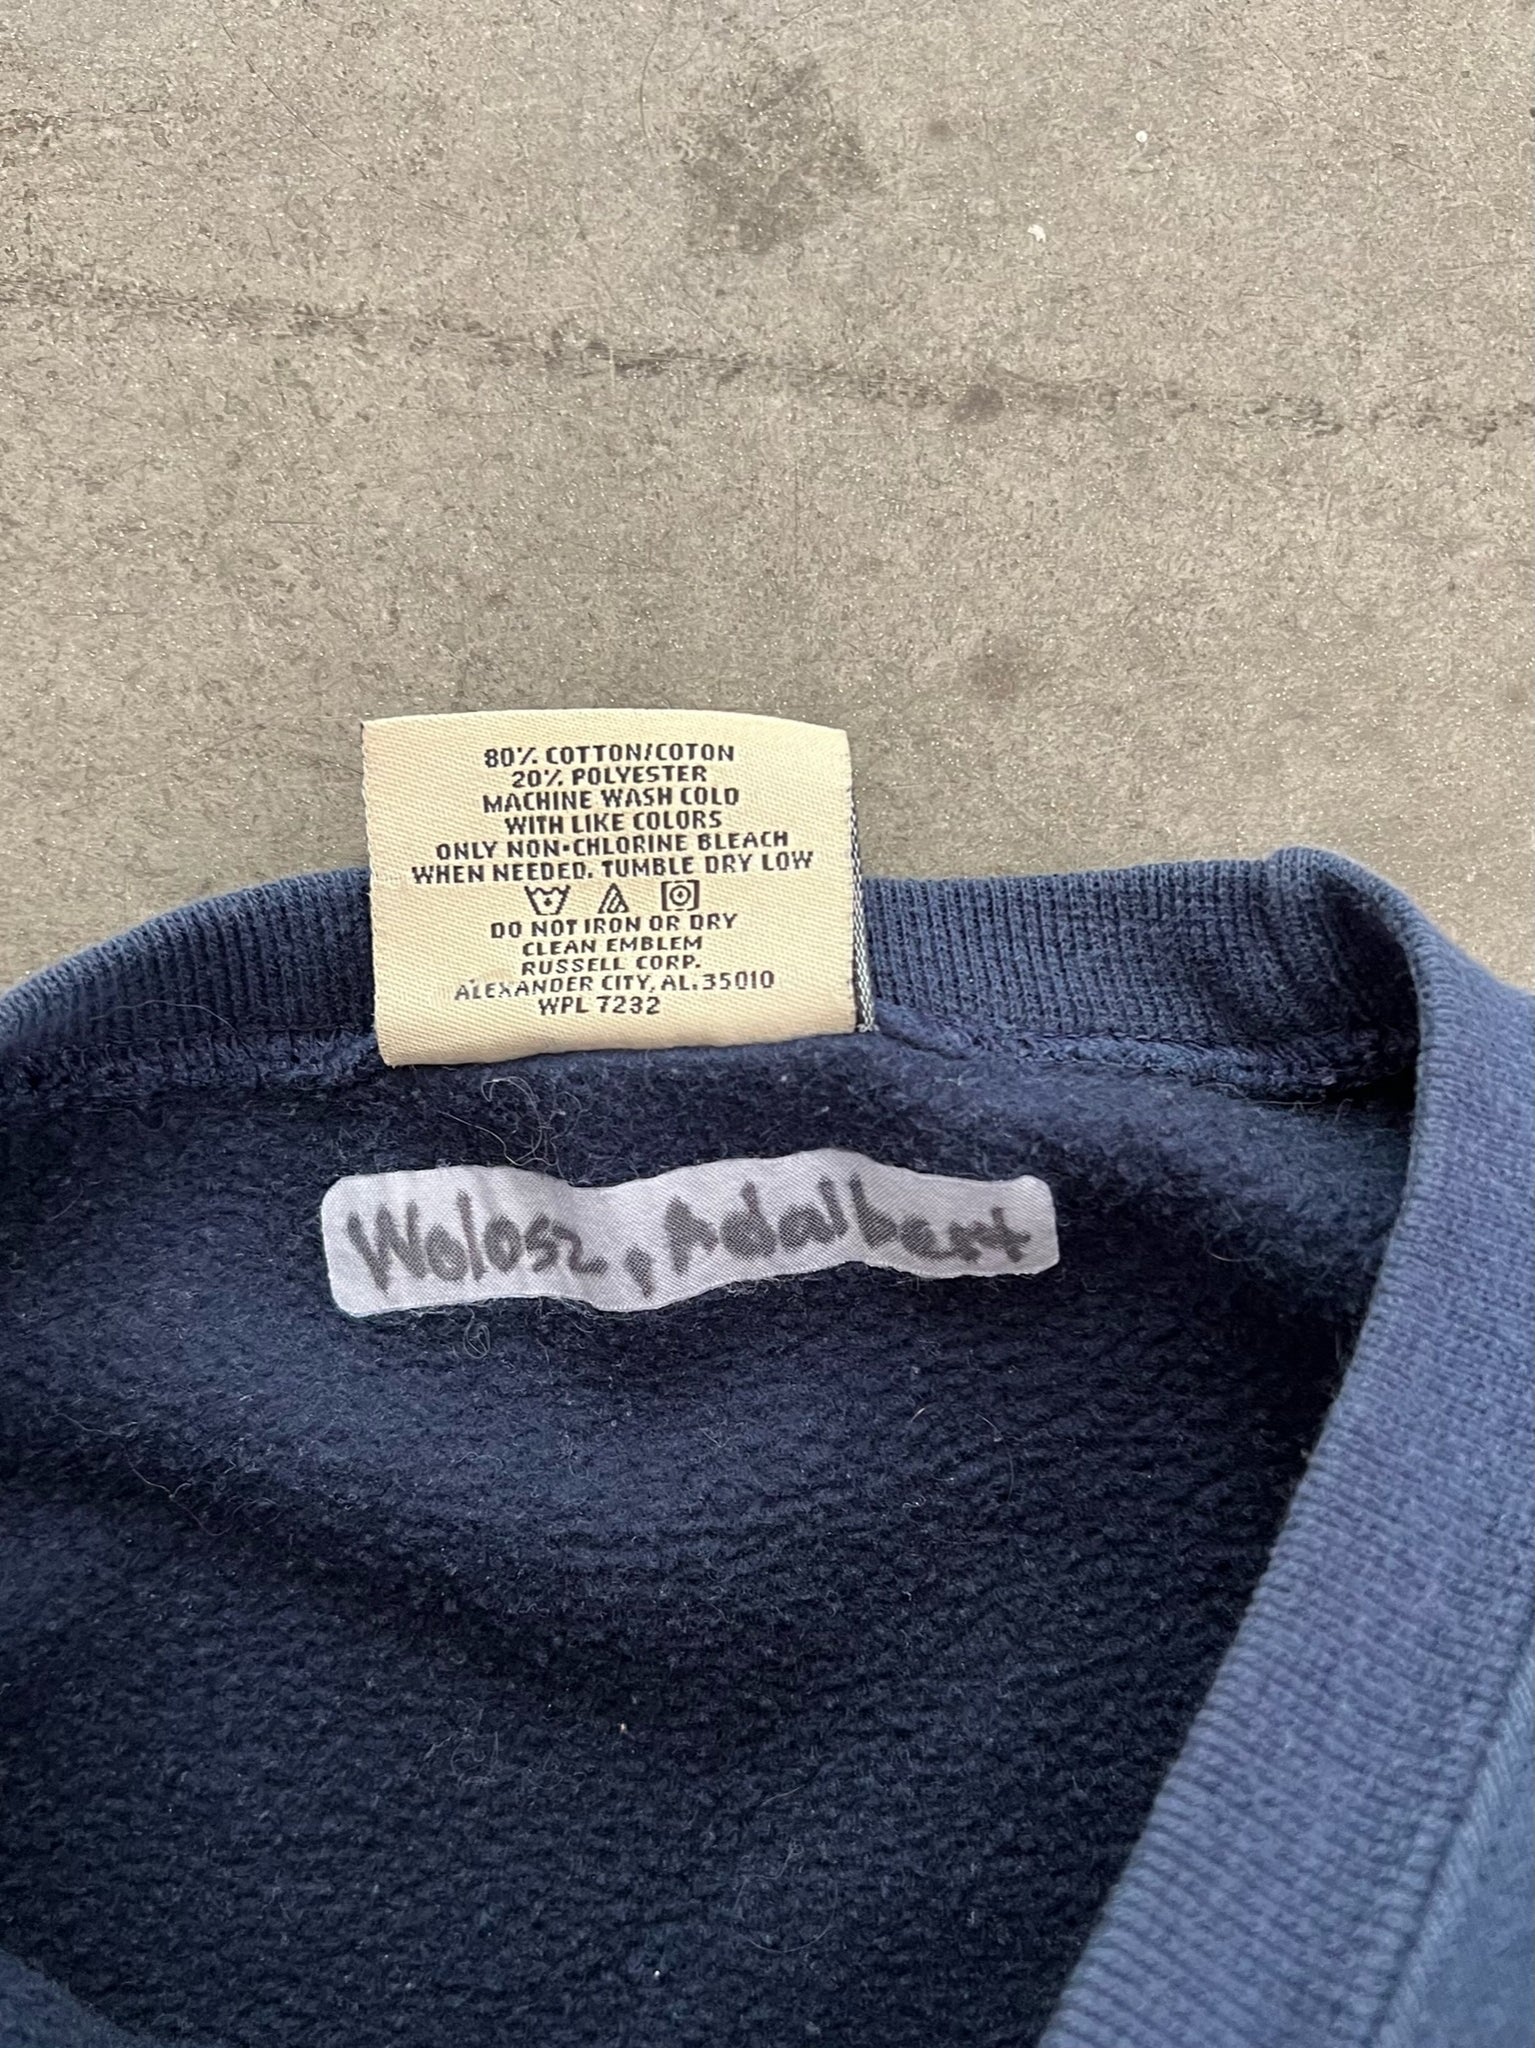 80% COTTON/COTON
20% POLYESTER
MACHINE WASH COLD
WITH LIKE COLORS
ONLY NON-CHLORINE BLEACH
WHEN NEEDED. TUMBLE DRY LOW
DO NOT IRON OR DRY
CLEAN EMBLEM
RUSSELL CORP.
ALEXANDER CITY, AL. 35010
WPL 7232
Wolosz, Adalbert